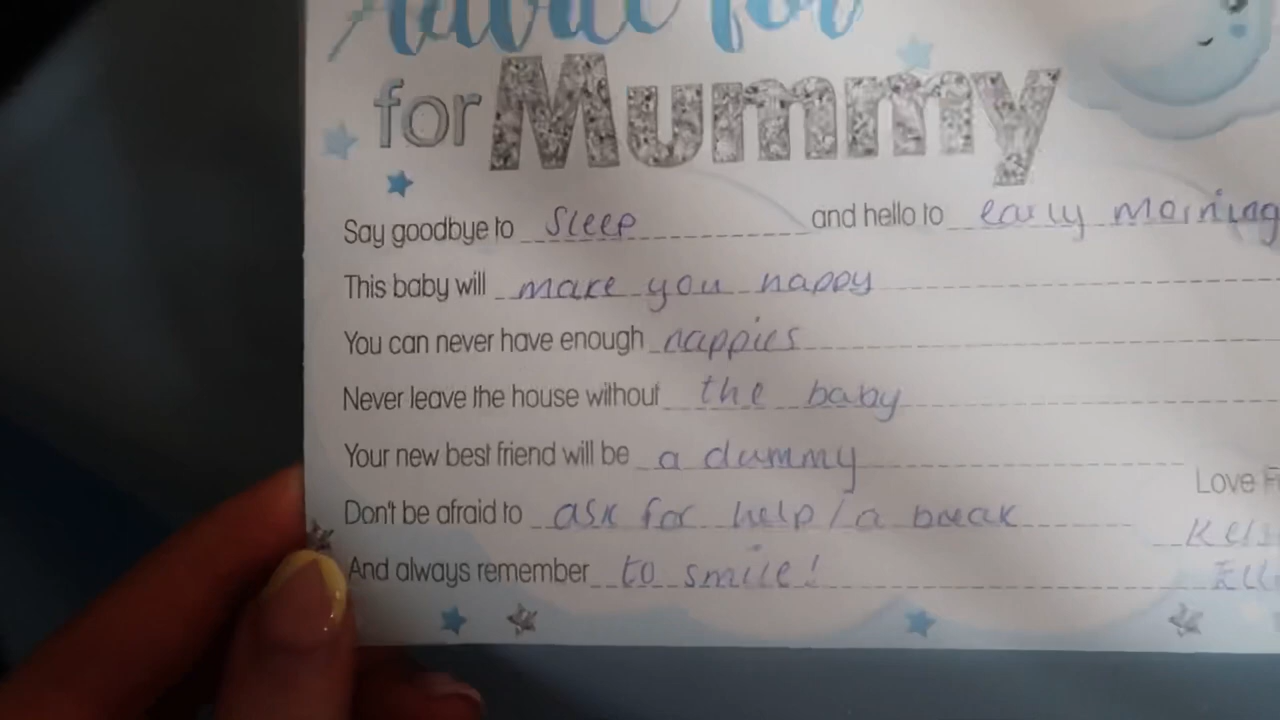 Advice for
for Mummy
Say goodbye to sleep and hello to early morning
This baby will make you happy
You can never have enough nappies
Never leave the house without the baby
Your new best friend will be a dummy
Love
Don't be afraid to ask for help / a break
And always remember to smile!